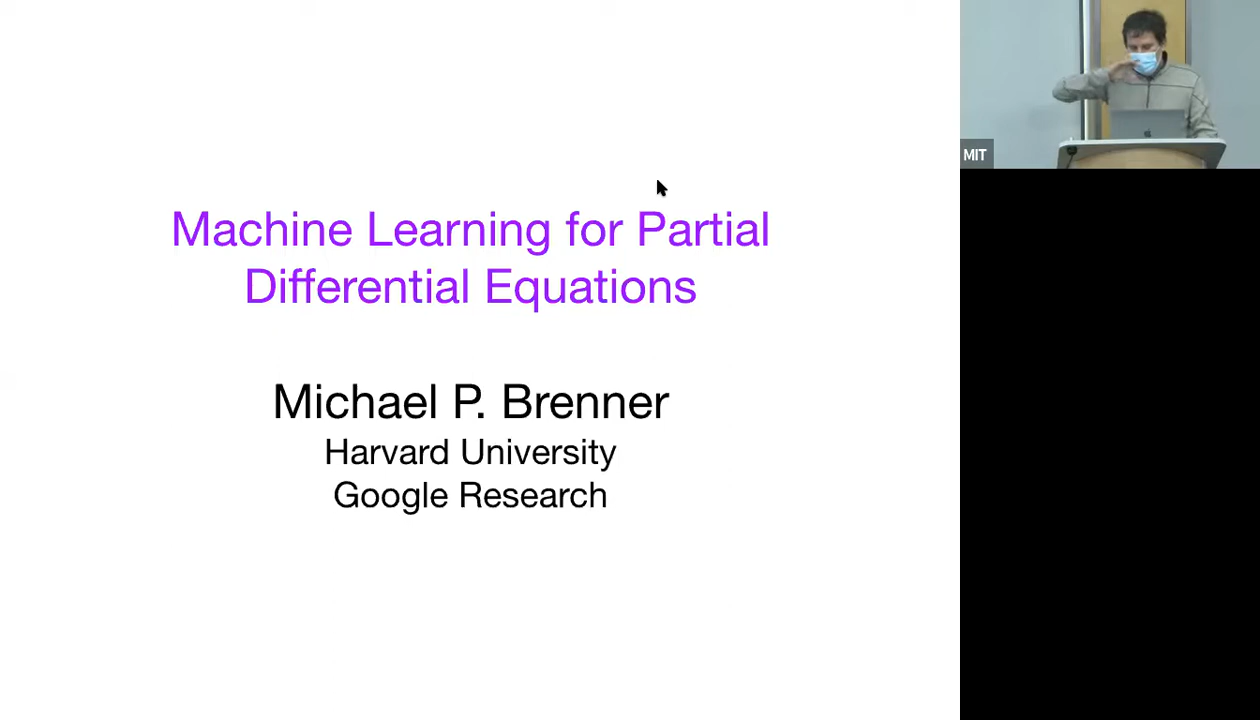 Machine Learning for Partial
Differential Equations
Michael P. Brenner
Harvard University
Google Research
MIT